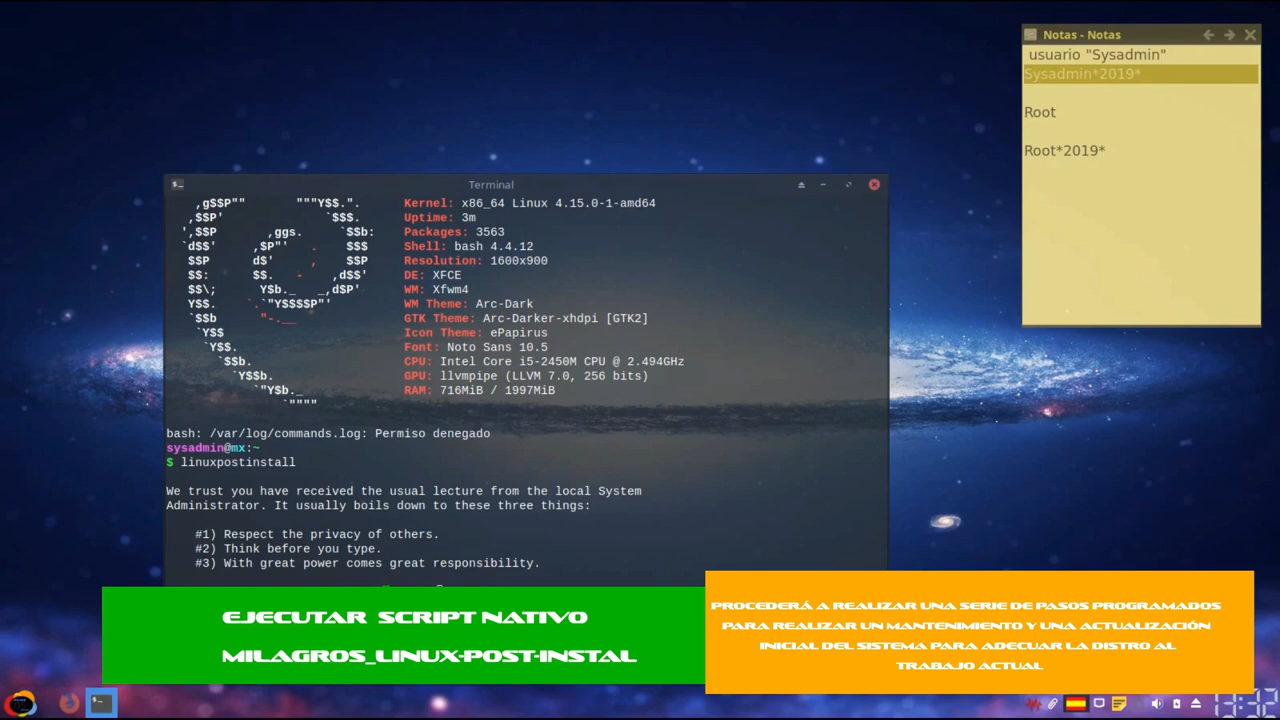 Notas - Notas
usuario "Sysadmin"
Sysadmin*2019*
Root
Root*2019*
Terminal
Kernel: x86_64 Linux 4.15.0-1-amd64
Uptime: 3m
Packages: 3563
Shell: bash 4.4.12
Resolution: 1600x900
DE: XFCE
WM: Xfwm4
WM Theme: Arc-Dark
GTK Theme: Arc-Darker-xhdpi [GTK2]
Icon Theme: ePapirus
Font: Noto Sans 10.5
CPU: Intel Core i5-2450M CPU @ 2.494GHz
GPU: llvmpipe (LLVM 7.0, 256 bits)
RAM: 716MiB / 1997MiB
bash: /var/log/commands.log: Permiso denegado
sysadmin@mx:~
$ linuxpostinstall
We trust you have received the usual lecture from the local System
Administrator. It usually boils down to these three things:
#1) Respect the privacy of others.
#2) Think before you type.
#3) With great power comes great responsibility.
EJECUTAR SCRIPT NATIVO
MILAGROS_LINUX-POST-INSTAL
PROCEDERÁ A REALIZAR UNA SERIE DE PASOS PROGRAMADOS
PARA REALIZAR UN MANTENIMIENTO Y UNA ACTUALIZACIÓN
INICIAL DEL SISTEMA PARA ADECUAR LA DISTRO AL
TRABAJO ACTUAL